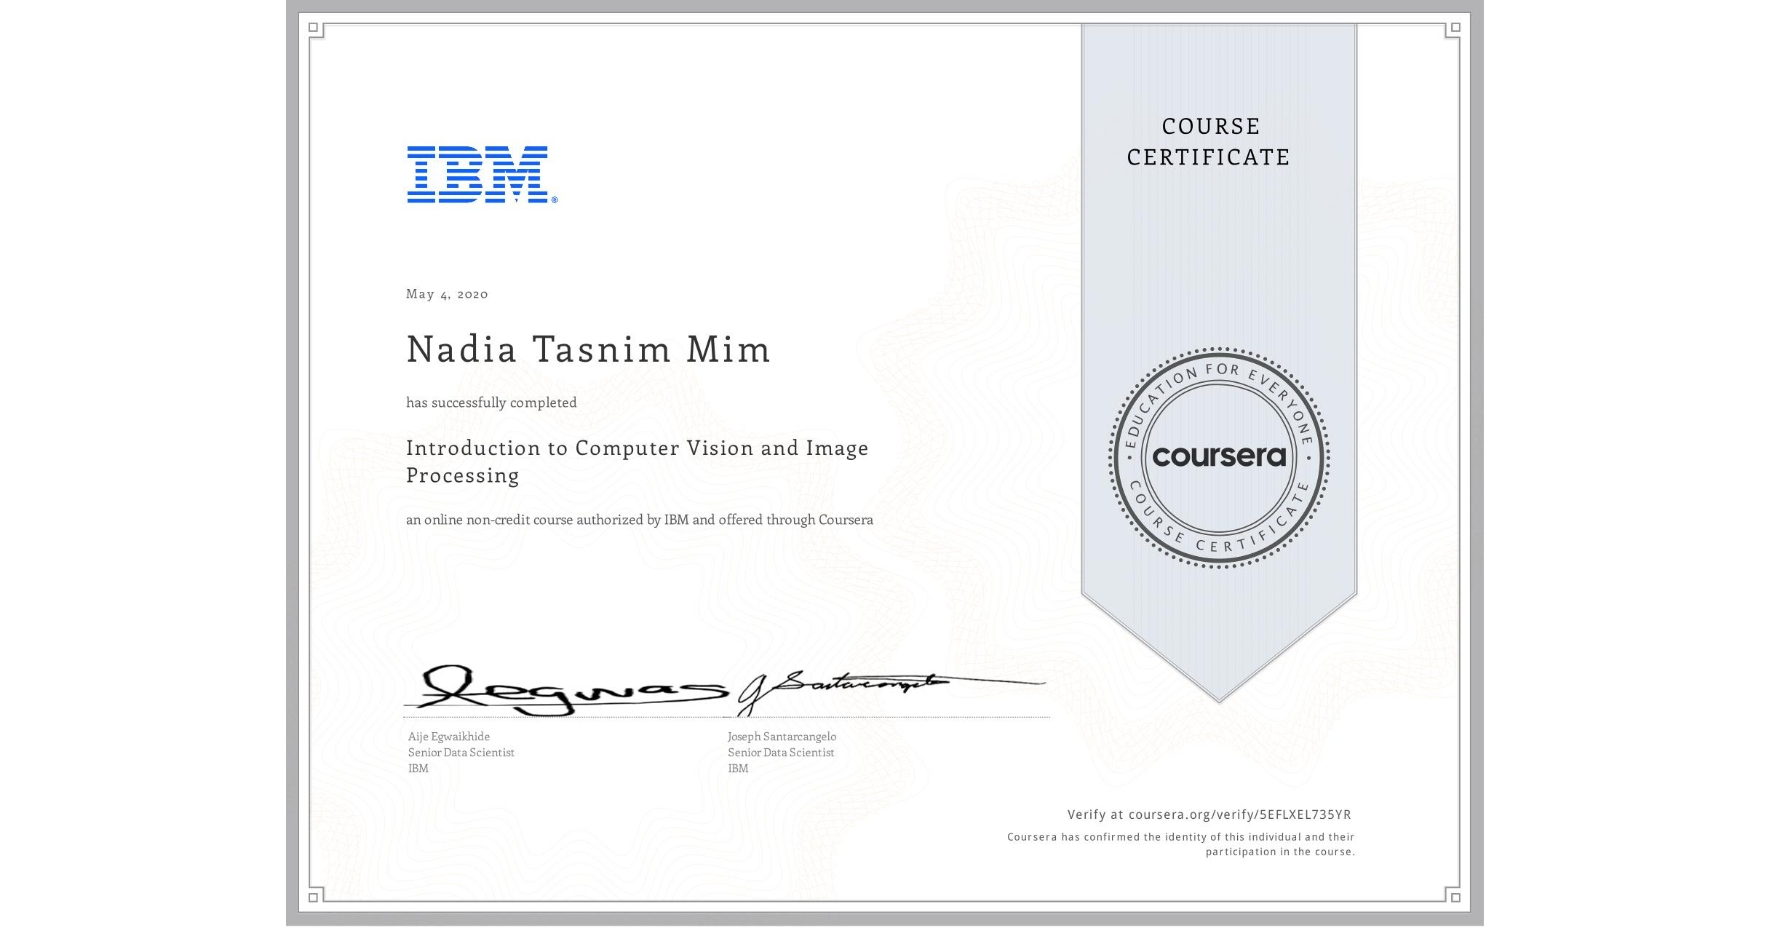 COURSE
CERTIFICATE
IBM®
May 4, 2020
Nadia Tasnim Mim
has successfully completed
Introduction to Computer Vision and Image
Processing
an online non-credit course authorized by IBM and offered through Coursera
EDUCATION FOR EVERYONE
coursera
COURSE CERTIFICATE
Aije Egwaikhide
Senior Data Scientist
IBM
Joseph Santarcangelo
Senior Data Scientist
IBM
Verify at coursera.org/verify/5EFLXEL735YR
Coursera has confirmed the identity of this individual and their
participation in the course.